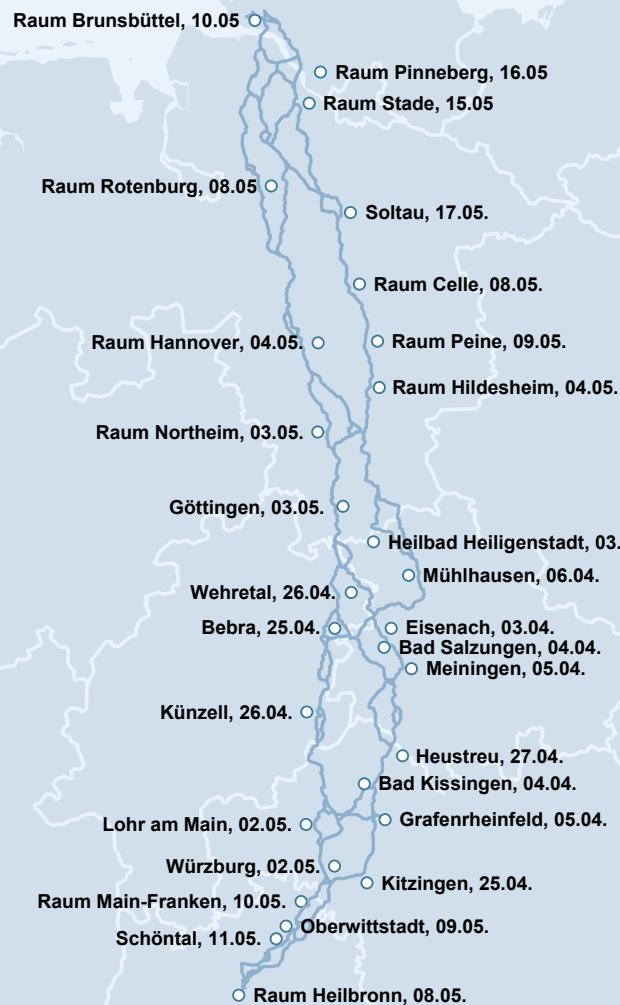 Raum Brunsbüttel, 10.05
Raum Pinneberg, 16.05
Raum Stade, 15.05
Raum Rotenburg, 08.05
Soltau, 17.05.
Raum Celle, 08.05.
Raum Hannover, 04.05.
Raum Peine, 09.05.
Raum Hildesheim, 04.05.
Raum Northeim, 03.05.
Göttingen, 03.05.
Heilbad Heiligenstadt, 03.
Mühlhausen, 06.04.
Wehretal, 26.04.
Bebra, 25.04.
Eisenach, 03.04.
Bad Salzungen, 04.04.
Meiningen, 05.04.
Künzell, 26.04.
Heustreu, 27.04.
Bad Kissingen, 04.04.
Lohr am Main, 02.05.
Grafenrheinfeld, 05.04.
Würzburg, 02.05.
Kitzingen, 25.04.
Raum Main-Franken, 10.05.
Oberwittstadt, 09.05.
Schöntal, 11.05.
Raum Heilbronn, 08.05.